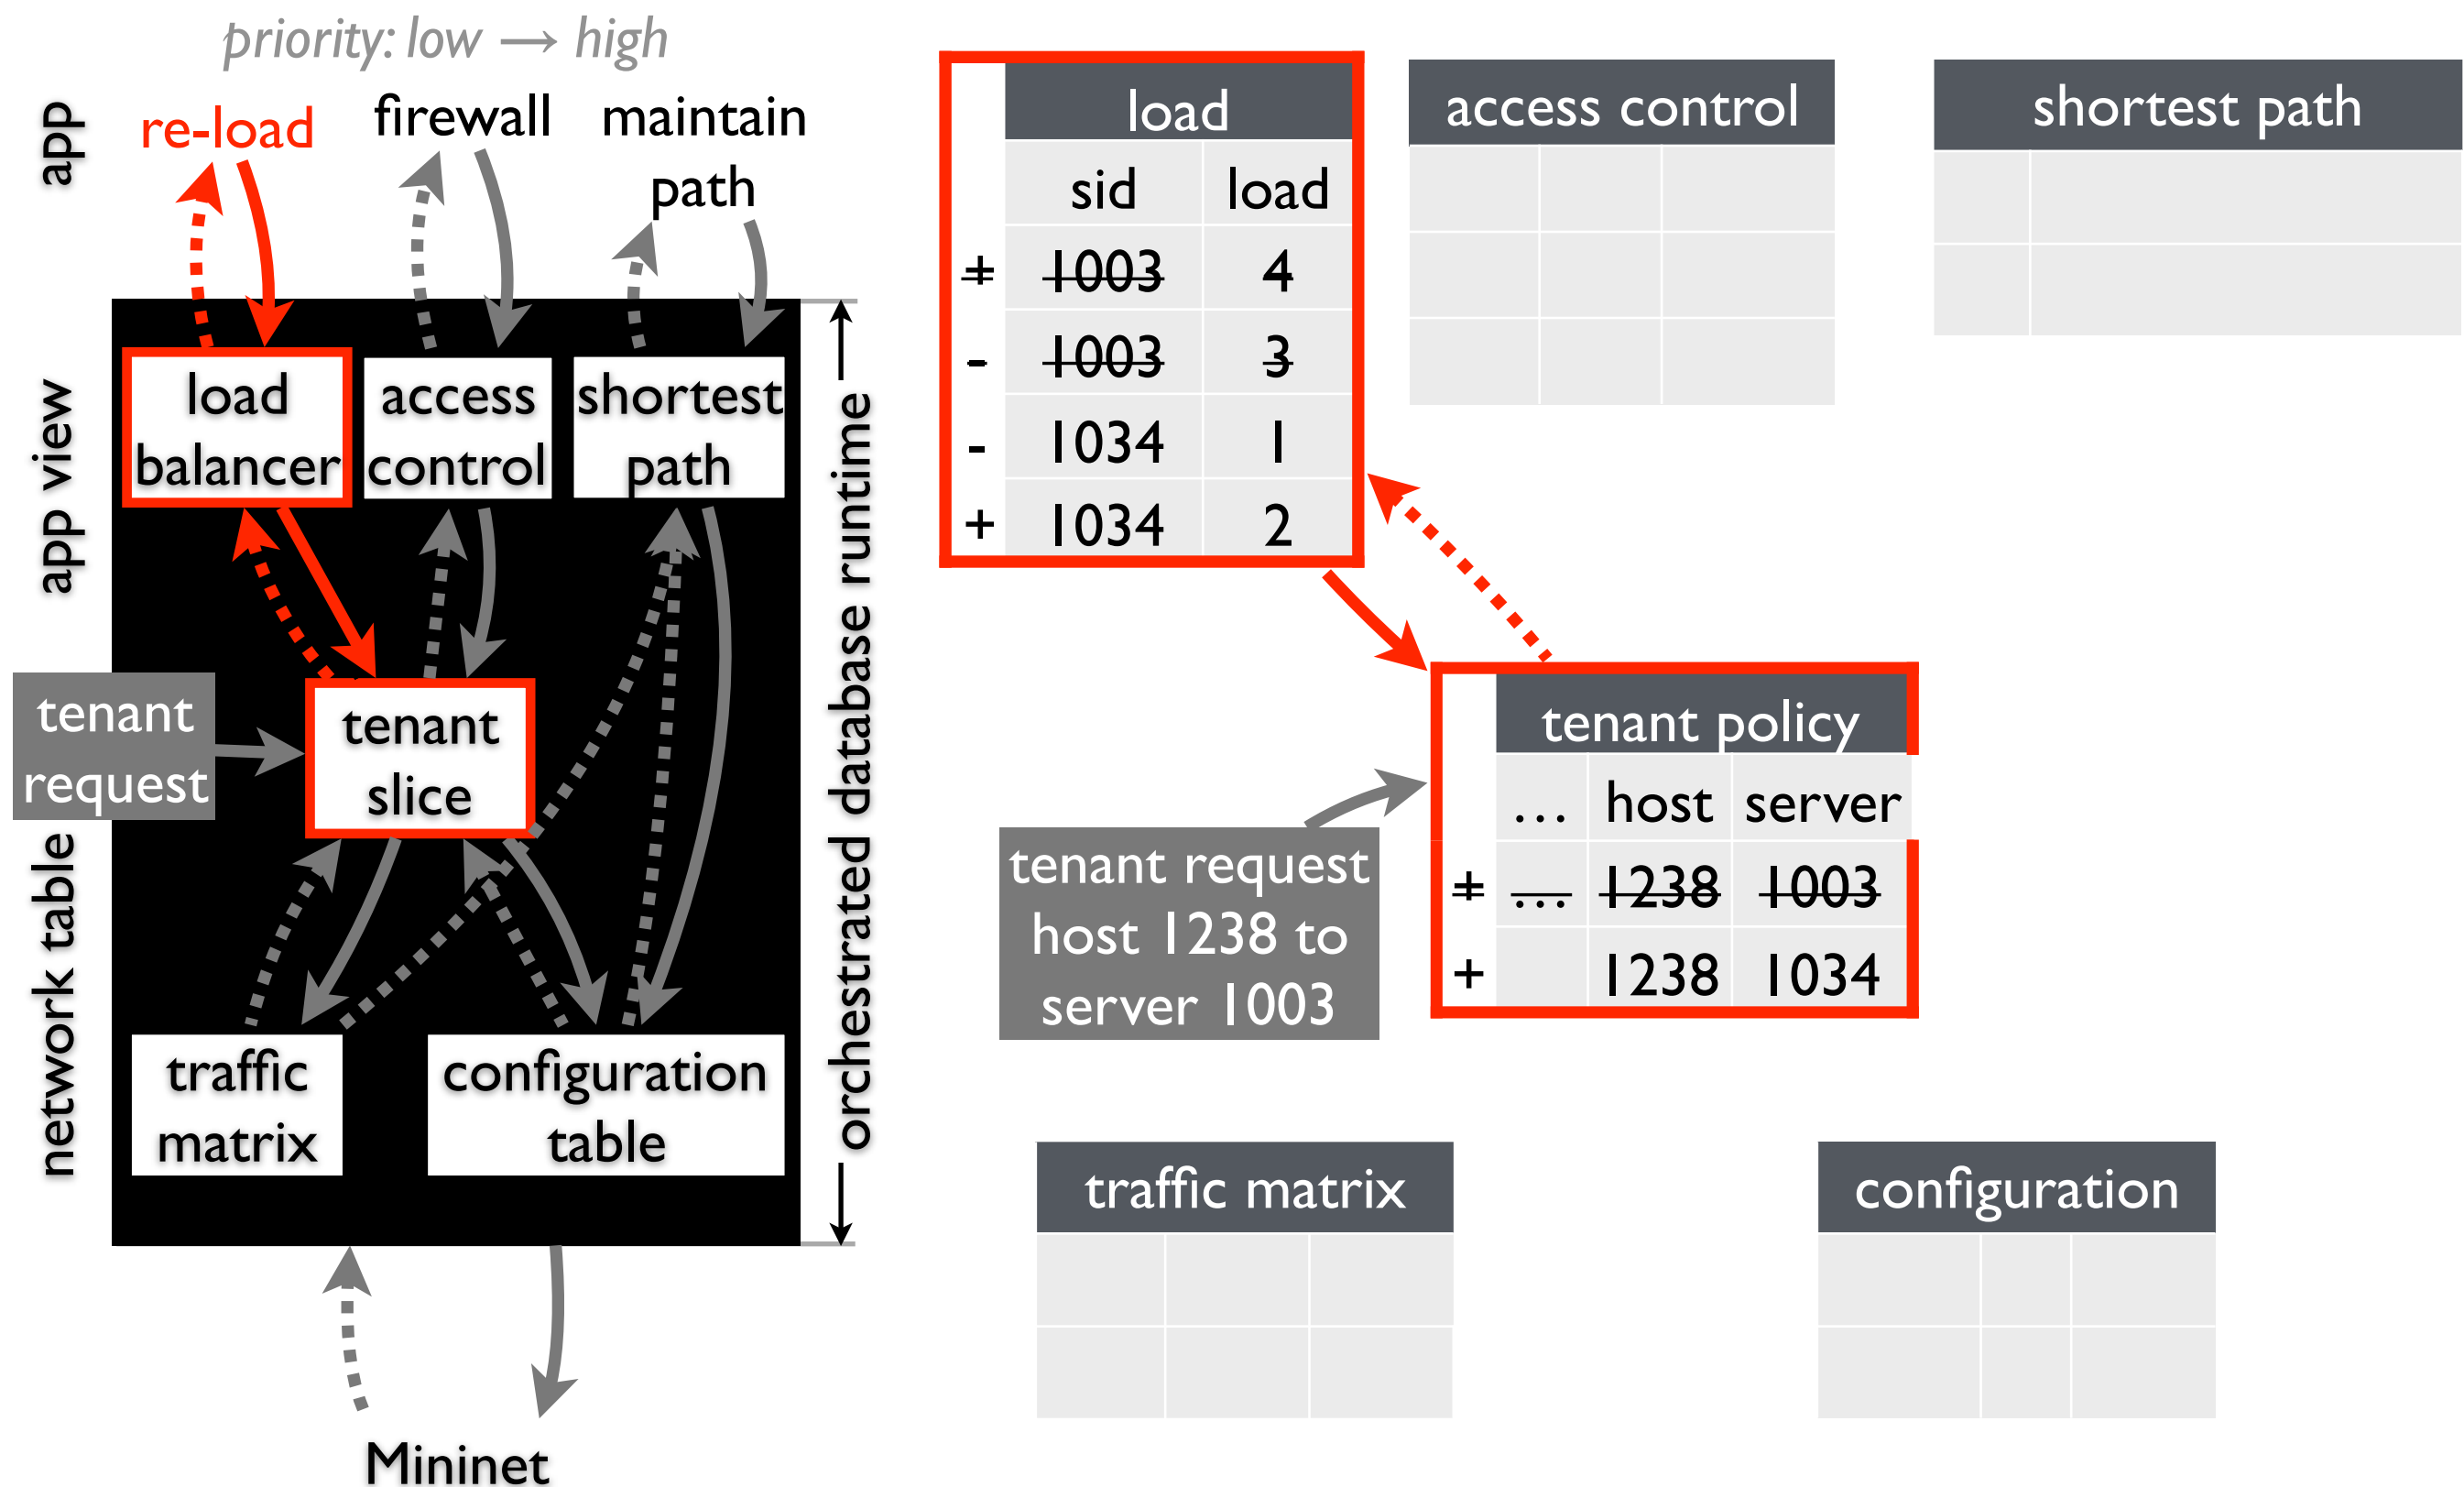 priority: low → high
app
re-load
firewall
maintain
path
app view
load
balancer
access
control
shortest
path
tenant
request
tenant
slice
network table
traffic
matrix
configuration
table
orchestrated database runtime
Mininet
load
sid load
+ 1003 4
- 1003 3
- 1034 1
+ 1034 2
access control
shortest path
tenant policy
... host server
+ ... 1238 1003
+ 1238 1034
tenant request
host 1238 to
server 1003
traffic matrix
configuration